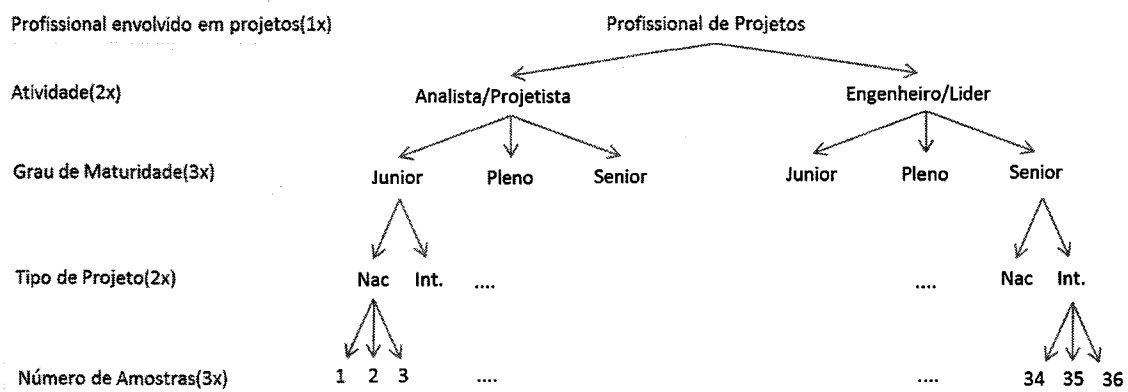 Profissional envolvido em projetos(1x) Profissional de Projetos
Atividade(2x) Analista/Projetista Engenheiro/Lider
Grau de Maturidade(3x) Junior Pleno Senior Junior Pleno Senior
Tipo de Projeto(2x) Nac Int. .... .... Nac Int.
Número de Amostras(3x) 1 2 3 .... .... 34 35 36